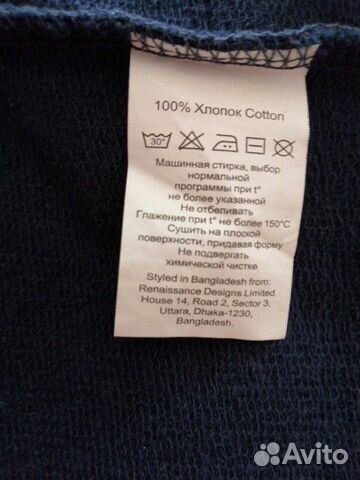 100% Хлопок Cotton
30°
Машинная стирка, выбор
нормальной
программы при t°
не более указанной
Не отбеливать
Глажение при t° не более 150°C
Сушить на плоской
поверхности, придавая форму
Не подвергать
химической чистке
Styled in Bangladesh from:
Renaissance Designs Limited
House 14, Road 2, Sector 3,
Uttara, Dhaka-1230,
Bangladesh.
Avito